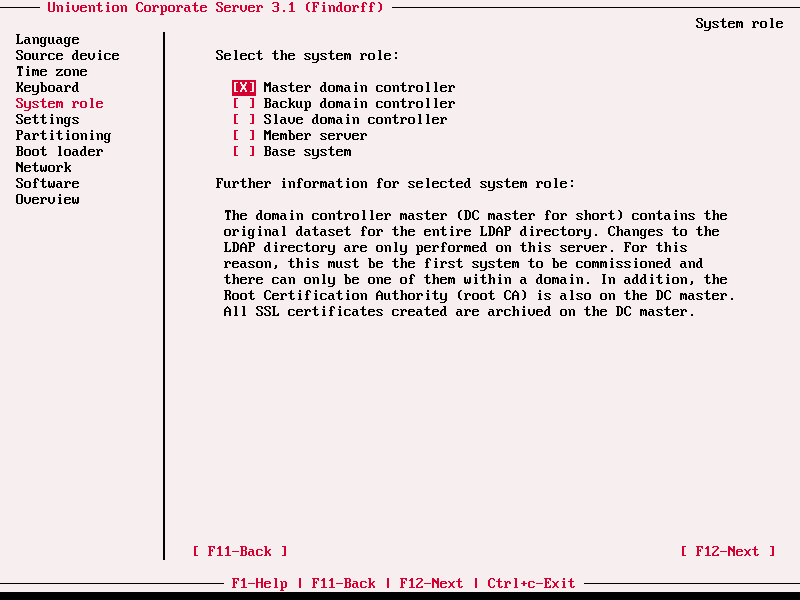 Univention Corporate Server 3.1 (Findorff)
System role
Language
Source device
Time zone
Keyboard
System role
Settings
Partitioning
Boot loader
Network
Software
Overview
Select the system role:
[X] Master domain controller
[ ] Backup domain controller
[ ] Slave domain controller
[ ] Member server
[ ] Base system
Further information for selected system role:
The domain controller master (DC master for short) contains the
original dataset for the entire LDAP directory. Changes to the
LDAP directory are only performed on this server. For this
reason, this must be the first system to be commissioned and
there can only be one of them within a domain. In addition, the
Root Certification Authority (root CA) is also on the DC master.
All SSL certificates created are archived on the DC master.
[ F11-Back ]
[ F12-Next ]
F1-Help | F11-Back | F12-Next | Ctrl+c-Exit